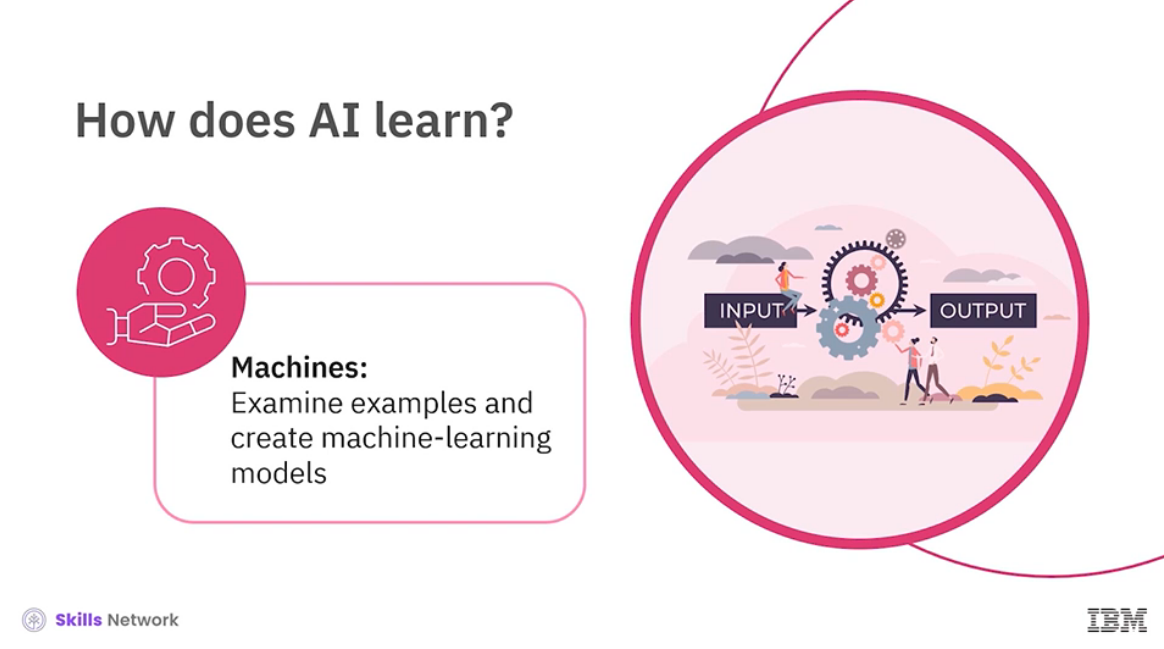 How does AI learn?
Machines:
Examine examples and
create machine-learning
models
INPUT
OUTPUT
Skills Network
IBM